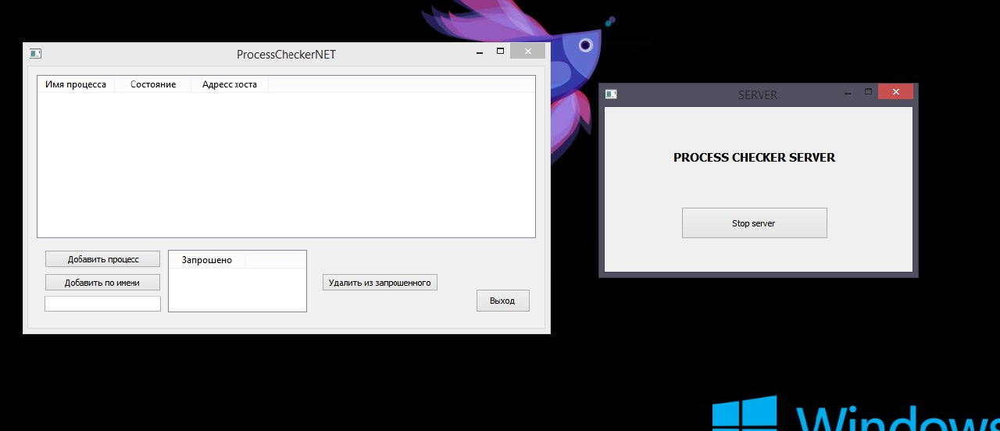 ProcessCheckerNET
Имя процесса Состояние Адресс хоста
Добавить процесс
Добавить по имени
Запрошено
Удалить из запрошенного
Выход
SERVER
PROCESS CHECKER SERVER
Stop server
Windows